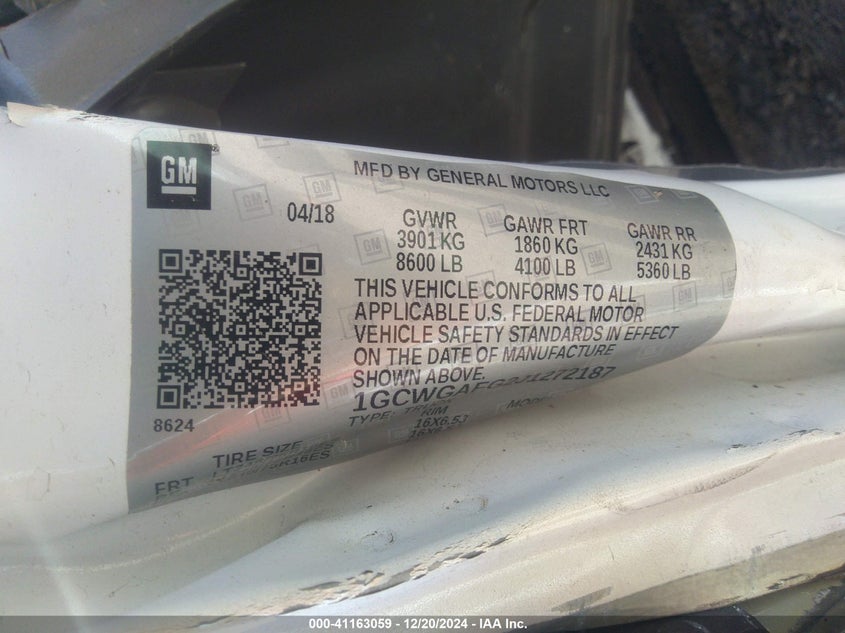 GM
MFD BY GENERAL MOTORS LLC
04/18
GVWR GAWR FRT GAWR RR
3901 KG 1860 KG 2431 KG
8600 LB 4100 LB 5360 LB
THIS VEHICLE CONFORMS TO ALL
APPLICABLE U.S. FEDERAL MOTOR
VEHICLE SAFETY STANDARDS IN EFFECT
ON THE DATE OF MANUFACTURE
SHOWN ABOVE.
8624
TYPE:
TIRE SIZE RIM
FRT
000-41163059 - 12/20/2024 - IAA Inc.